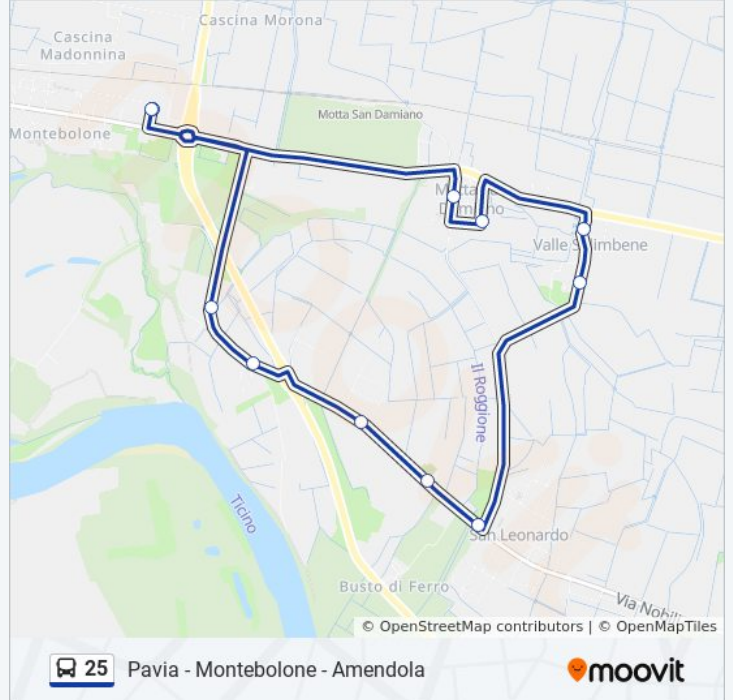 Cascina Morona
Cascina
Madonnina
Motta San Damiano
Montebolone
Motta
Valle
Il Roggione
Ticino
San Leonardo
Busto di Ferro
Via Nobili
© OpenStreetMap contributors | © OpenMapTiles
25
Pavia - Montebolone - Amendola
moovit